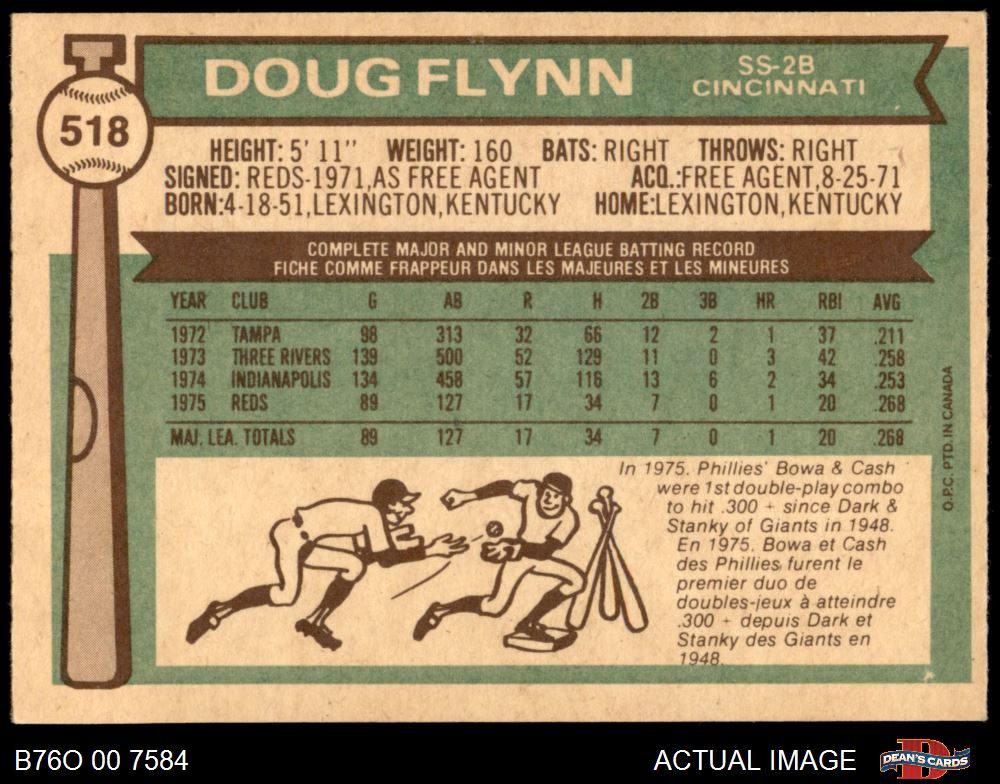 DOUG FLYNN
SS-2B
CINCINNATI
518
HEIGHT: 5' 11" WEIGHT: 160 BATS: RIGHT THROWS: RIGHT
SIGNED: REDS-1971, AS FREE AGENT ACQ.: FREE AGENT, 8-25-71
BORN: 4-18-51, LEXINGTON, KENTUCKY HOME: LEXINGTON, KENTUCKY
COMPLETE MAJOR AND MINOR LEAGUE BATTING RECORD
FICHE COMME FRAPPEUR DANS LES MAJEURES ET LES MINEURES
YEAR CLUB G AB R H 2B 3B HR RBI AVG
1972 TAMPA 98 313 32 66 12 2 1 37 .211
1973 THREE RIVERS 139 500 52 129 11 0 3 42 .258
1974 INDIANAPOLIS 134 458 57 116 13 6 2 34 .253
1975 REDS 89 127 17 34 7 0 1 20 .268
MAJ. LEA. TOTALS 89 127 17 34 7 0 1 20 .268
In 1975. Phillies' Bowa & Cash
were 1st double-play combo
to hit .300 + since Dark &
Stanky of Giants in 1948.
En 1975. Bowa et Cash
des Phillies, furent le
premier duo de
doubles-jeux à atteindre
.300 + depuis Dark et
Stanky des Giants en
1948.
O.P.C. PTD. IN CANADA
B76O 00 7584
ACTUAL IMAGE
D
DEAN'S CARDS